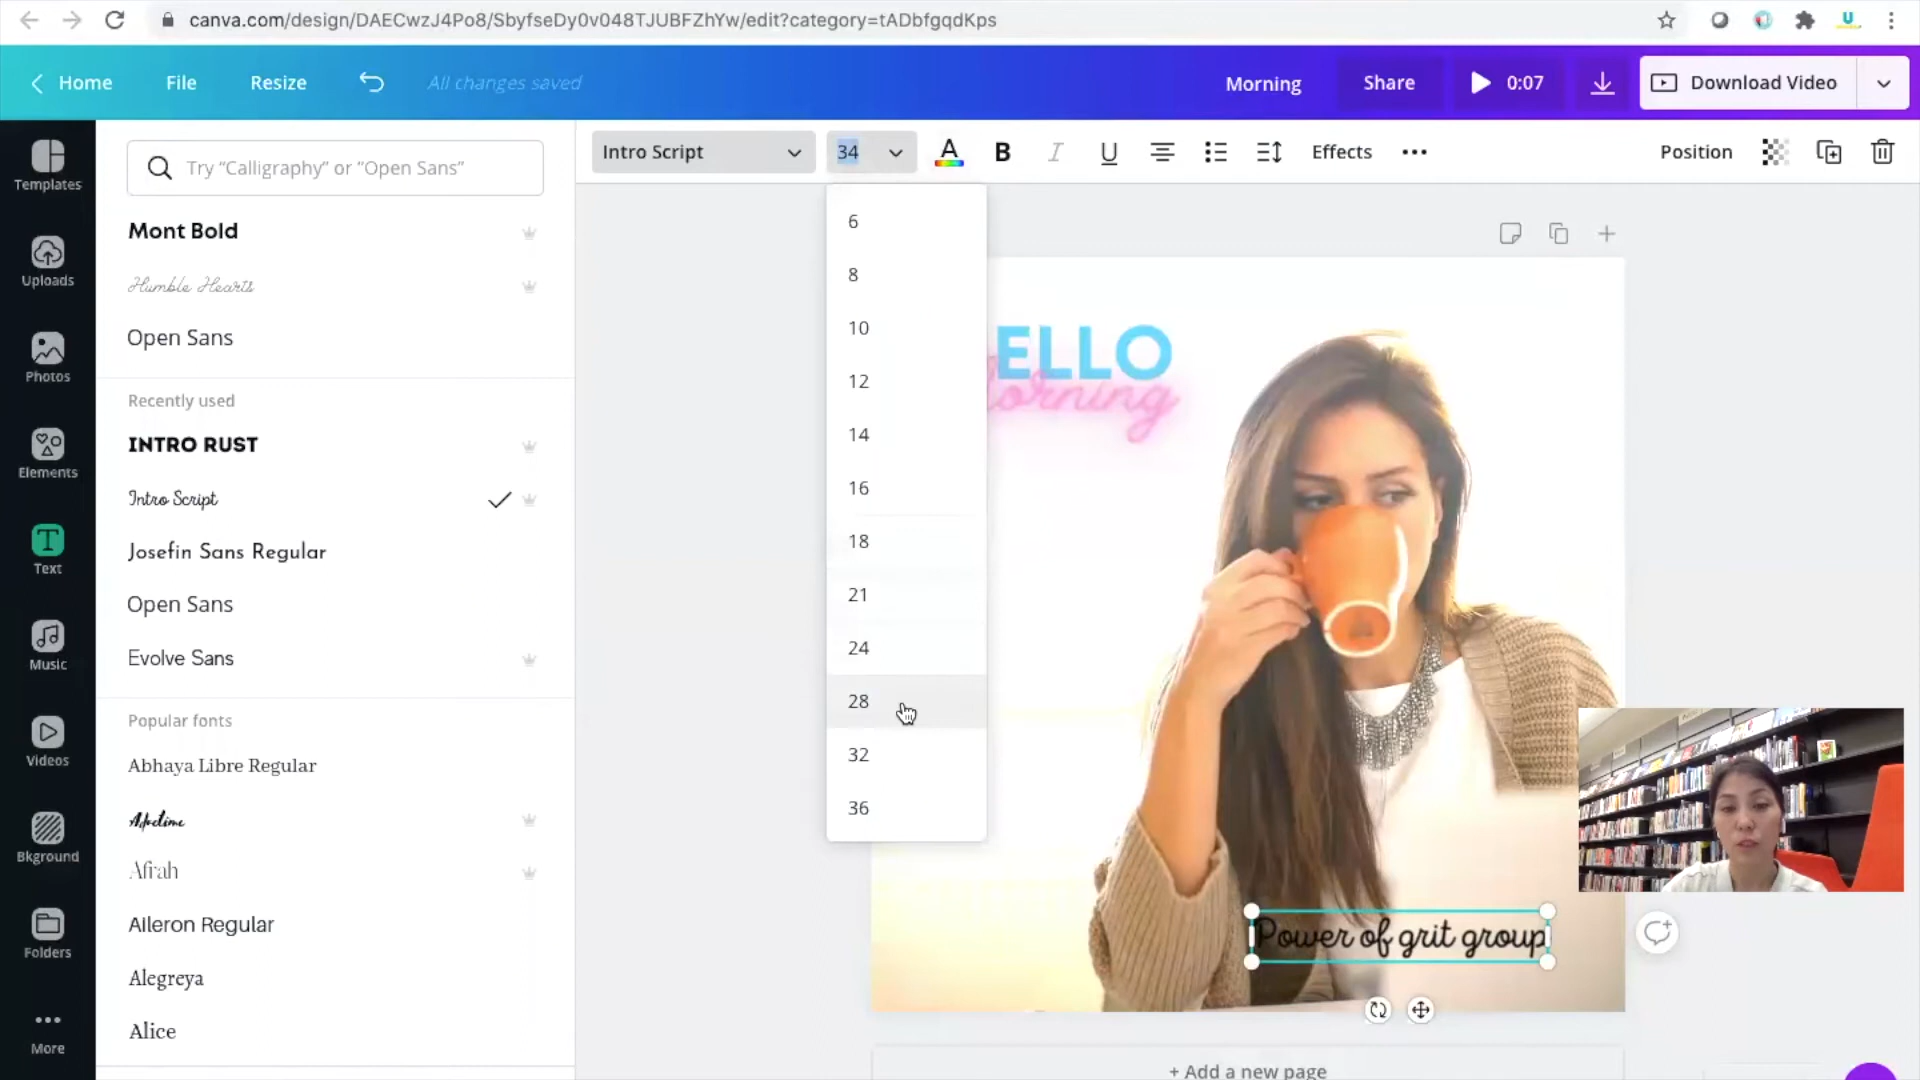 canva.com/design/DAECwzJ4Po8/SbyfseDy0v048TJUBFZhYw/edit?category=tADbfgqdKps
Home File Resize All changes saved Morning Share 0:07 Download Video
Templates
Uploads
Photos
Elements
Text
Music
Videos
Bkground
Folders
More
Try “Calligraphy” or “Open Sans”
Mont Bold
Humble Hearts
Open Sans
Recently used
INTRO RUST
Intro Script
Josefin Sans Regular
Open Sans
Evolve Sans
Popular fonts
Abhaya Libre Regular
Afrah
Aileron Regular
Alegreya
Alice
Intro Script 34 A B I U Effects Position
6
8
10
12
14
16
18
21
24
28
32
36
ELLO
orning
Power of grit group
+ Add a new page